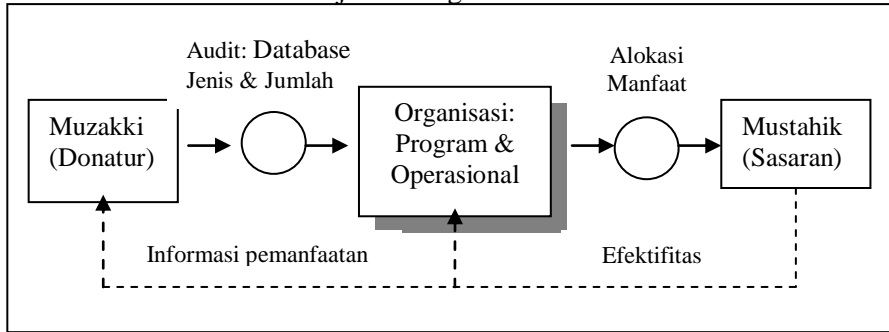 Audit: Database
Jenis & Jumlah
Alokasi
Manfaat
Muzakki
(Donatur)
Organisasi:
Program &
Operasional
Mustahik
(Sasaran)
Informasi pemanfaatan
Efektifitas